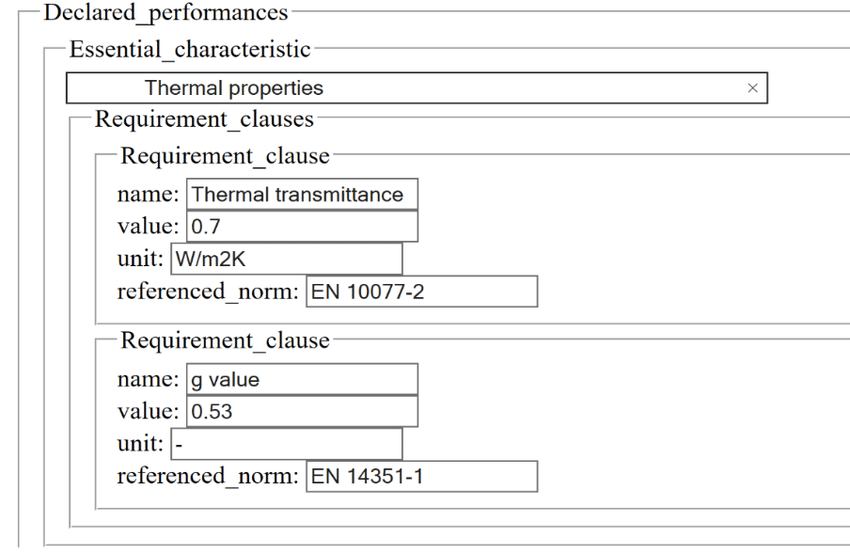 Declared_performances
Essential_characteristic
Thermal properties ×
Requirement_clauses
Requirement_clause
name: Thermal transmittance
value: 0.7
unit: W/m2K
referenced_norm: EN 10077-2
Requirement_clause
name: g value
value: 0.53
unit: -
referenced_norm: EN 14351-1